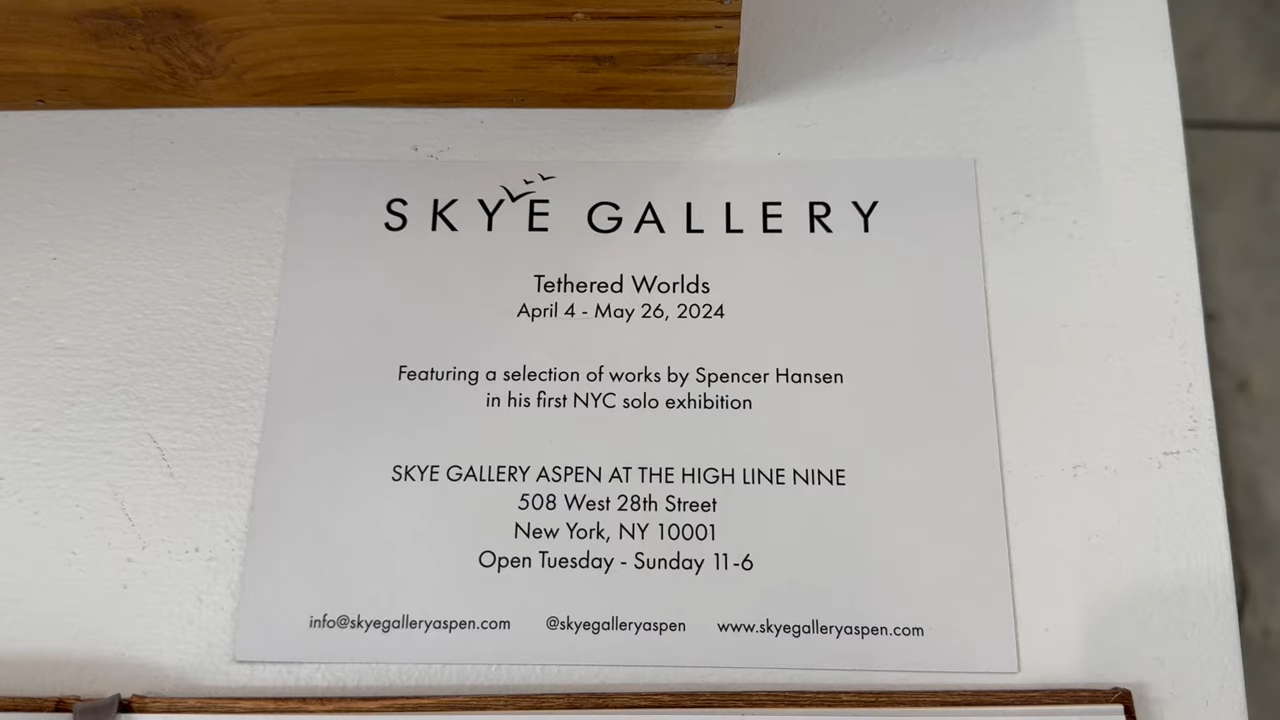 SKYE GALLERY
Tethered Worlds
April 4 - May 26, 2024
Featuring a selection of works by Spencer Hansen
in his first NYC solo exhibition
SKYE GALLERY ASPEN AT THE HIGH LINE NINE
508 West 28th Street
New York, NY 10001
Open Tuesday - Sunday 11-6
info@skyegalleryaspen.com @skyegalleryaspen www.skyegalleryaspen.com